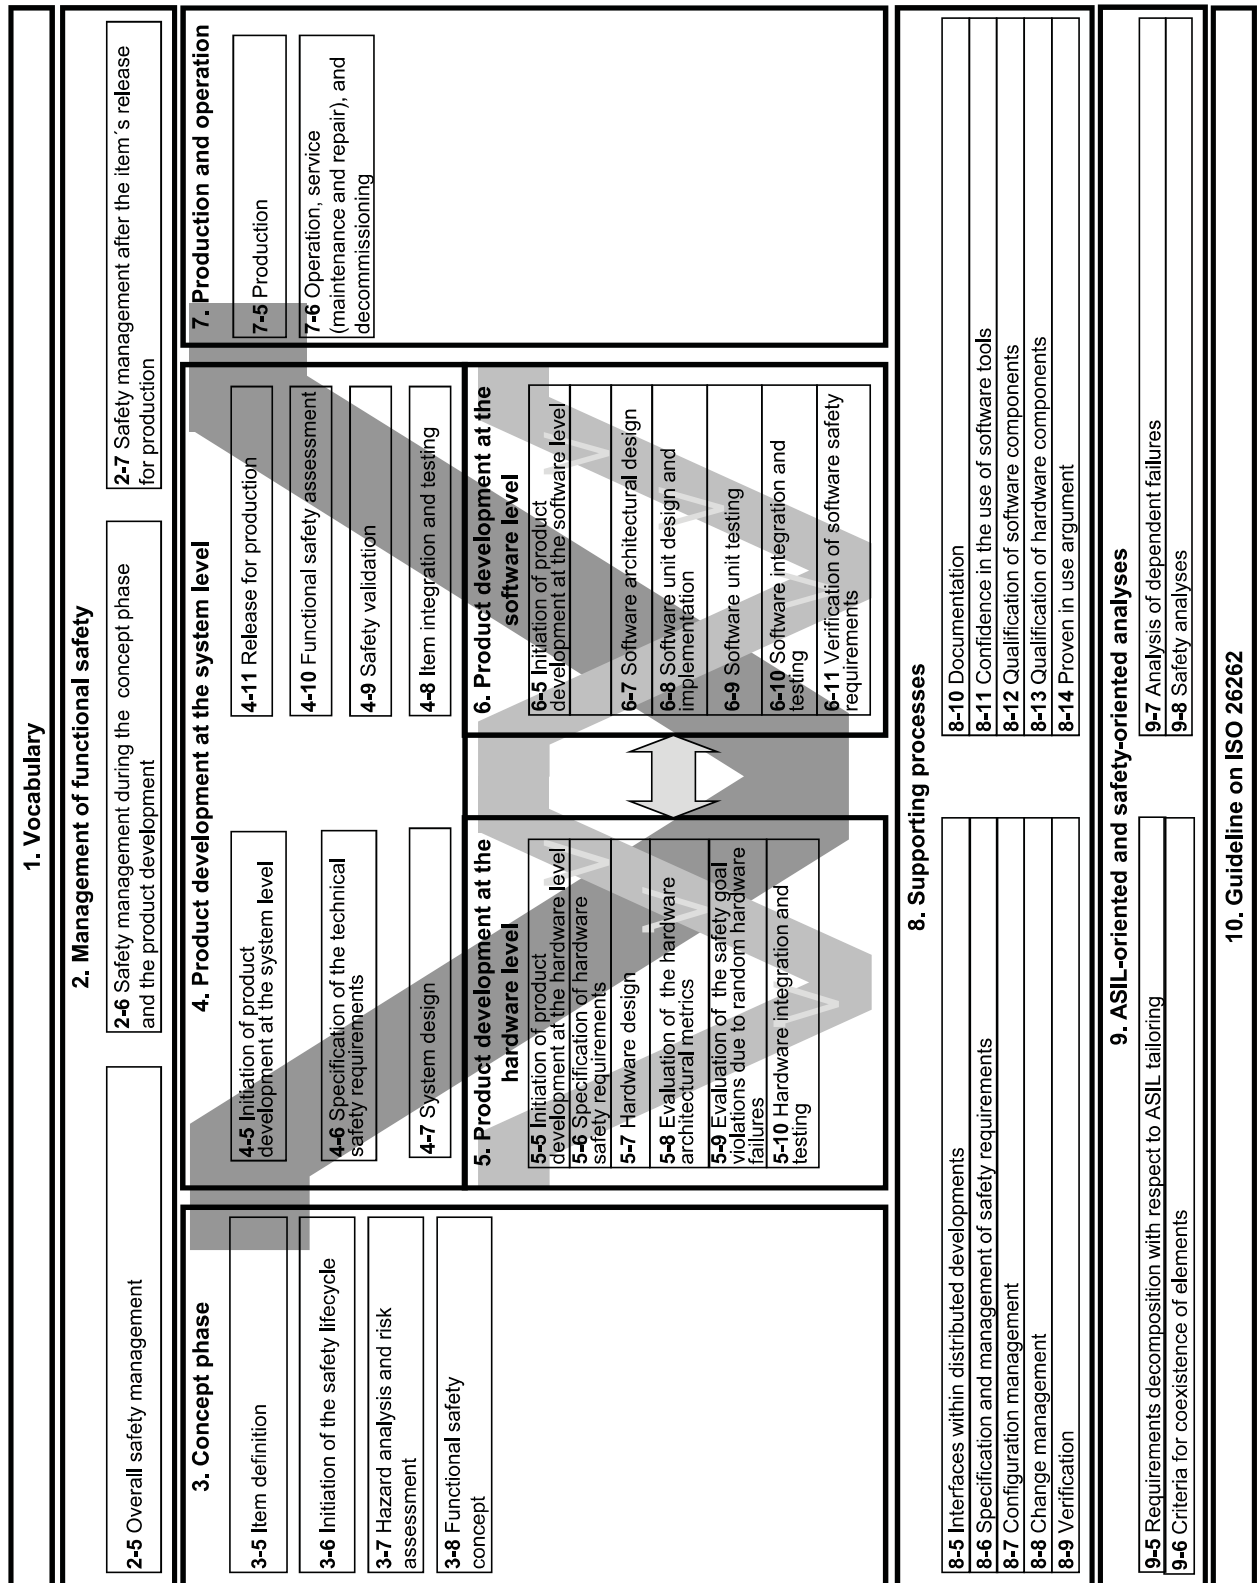 1. Vocabulary
2. Management of functional safety
2-5 Overall safety management
2-6 Safety management during the concept phase
and the product development
2-7 Safety management after the item´s release
for production
3. Concept phase
3-5 Item definition
3-6 Initiation of the safety lifecycle
3-7 Hazard analysis and risk
assessment
3-8 Functional safety
concept
4. Product development at the system level
4-5 Initiation of product
development at the system level
4-6 Specification of the technical
safety requirements
4-7 System design
4-11 Release for production
4-10 Functional safety assessment
4-9 Safety validation
4-8 Item integration and testing
5. Product development at the
hardware level
5-5 Initiation of product
development at the hardware level
5-6 Specification of hardware
safety requirements
5-7 Hardware design
5-8 Evaluation of the hardware
architectural metrics
5-9 Evaluation of the safety goal
violations due to random hardware
failures
5-10 Hardware integration and
testing
6. Product development at the
software level
6-5 Initiation of product
development at the software level
6-7 Software architectural design
6-8 Software unit design and
implementation
6-9 Software unit testing
6-10 Software integration and
testing
6-11 Verification of software safety
requirements
7. Production and operation
7-5 Production
7-6 Operation, service
(maintenance and repair), and
decommissioning
8. Supporting processes
8-5 Interfaces within distributed developments
8-6 Specification and management of safety requirements
8-7 Configuration management
8-8 Change management
8-9 Verification
8-10 Documentation
8-11 Confidence in the use of software tools
8-12 Qualification of software components
8-13 Qualification of hardware components
8-14 Proven in use argument
9. ASIL-oriented and safety-oriented analyses
9-5 Requirements decomposition with respect to ASIL tailoring
9-6 Criteria for coexistence of elements
9-7 Analysis of dependent failures
9-8 Safety analyses
10. Guideline on ISO 26262